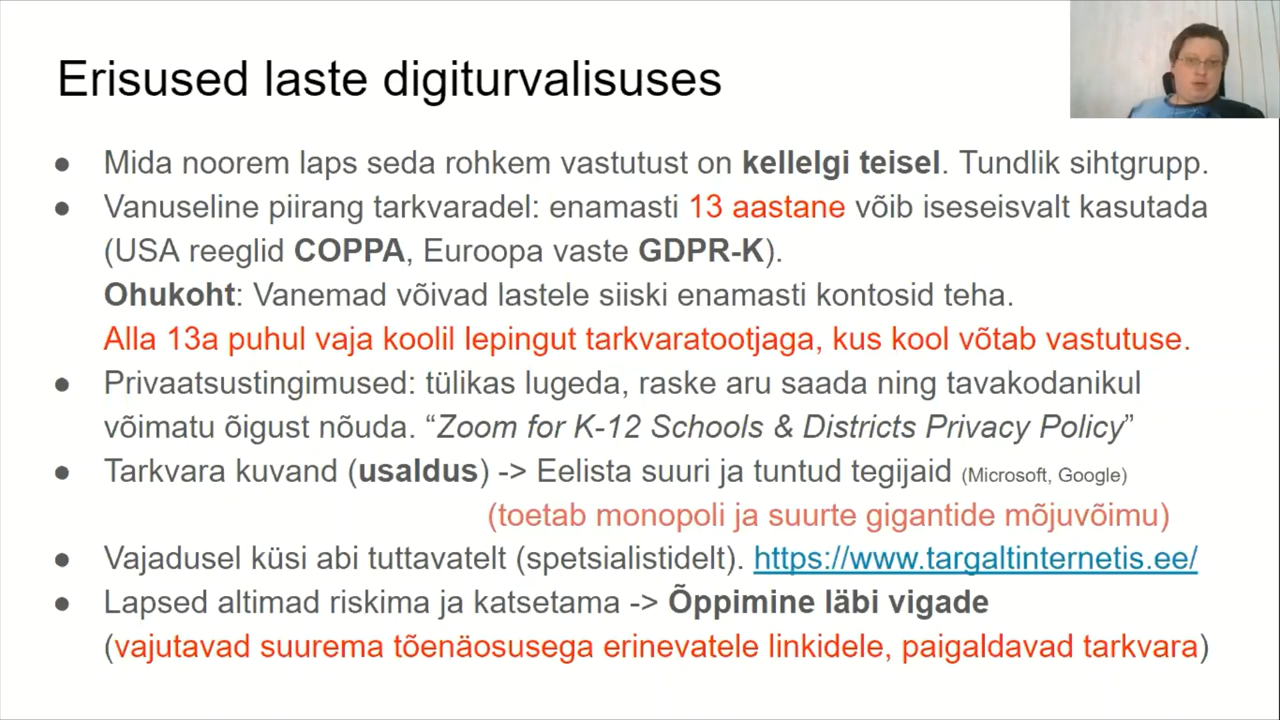 Erisused laste digiturvalisuses
● Mida noorem laps seda rohkem vastutust on kellelgi teisel. Tundlik sihtgrupp.
● Vanuseline piirang tarkvaradel: enamasti 13 aastane võib iseseisvalt kasutada
(USA reeglid COPPA, Euroopa vaste GDPR-K).
Ohukoht: Vanemad võivad lastele siiski enamasti kontosid teha.
Alla 13a puhul vaja koolil lepingut tarkvaratootjaga, kus kool võtab vastutuse.
● Privaatsustingimused: tülikas lugeda, raske aru saada ning tavakodanikul
võimatu õigust nõuda. “Zoom for K-12 Schools & Districts Privacy Policy”
● Tarkvara kuvand (usaldus) -> Eelista suuri ja tuntud tegijaid (Microsoft, Google)
(toetab monopoli ja suurte gigantide mõjuvõimu)
● Vajadusel küsi abi tuttavatelt (spetsialistidelt). https://www.targaltinternetis.ee/
● Lapsed altimad riskima ja katsetama -> Õppimine läbi vigade
(vajutavad suurema tõenäosusega erinevatele linkidele, paigaldavad tarkvara)